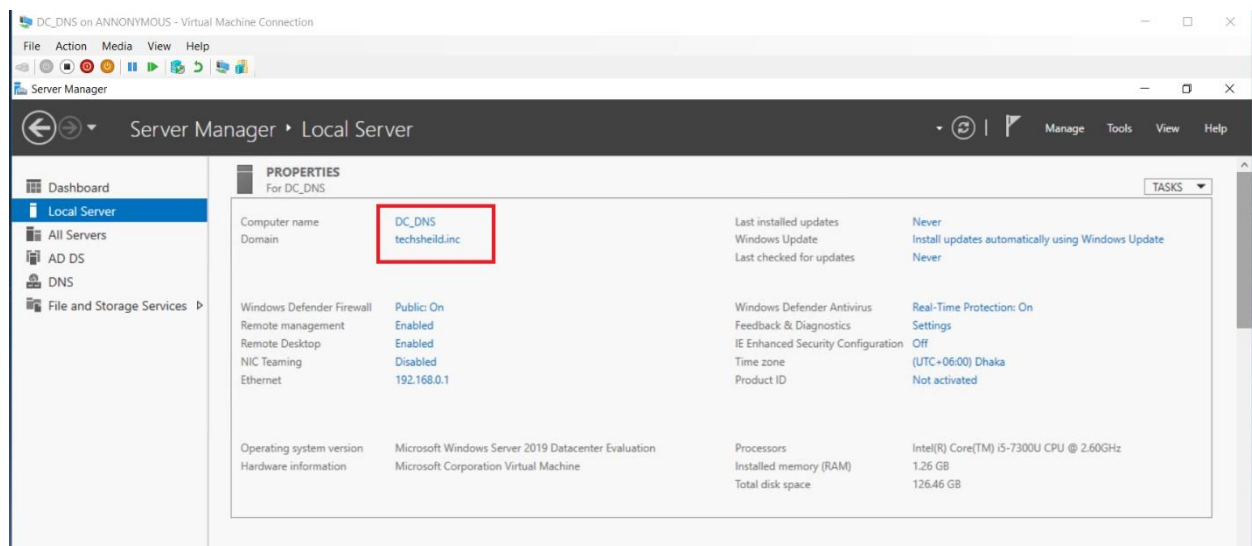 DC_DNS on ANNONYMOUS - Virtual Machine Connection
File Action Media View Help
Server Manager
Server Manager • Local Server
Manage Tools View Help
Dashboard
Local Server
All Servers
AD DS
DNS
File and Storage Services
PROPERTIES
For DC_DNS
TASKS
Computer name DC_DNS
Domain techsheild.inc
Last installed updates Never
Windows Update Install updates automatically using Windows Update
Last checked for updates Never
Windows Defender Firewall Public: On
Remote management Enabled
Remote Desktop Enabled
NIC Teaming Disabled
Ethernet 192.168.0.1
Windows Defender Antivirus Real-Time Protection: On
Feedback & Diagnostics Settings
IE Enhanced Security Configuration Off
Time zone (UTC+06:00) Dhaka
Product ID Not activated
Operating system version Microsoft Windows Server 2019 Datacenter Evaluation
Hardware information Microsoft Corporation Virtual Machine
Processors Intel(R) Core(TM) i5-7300U CPU @ 2.60GHz
Installed memory (RAM) 1.26 GB
Total disk space 126.46 GB